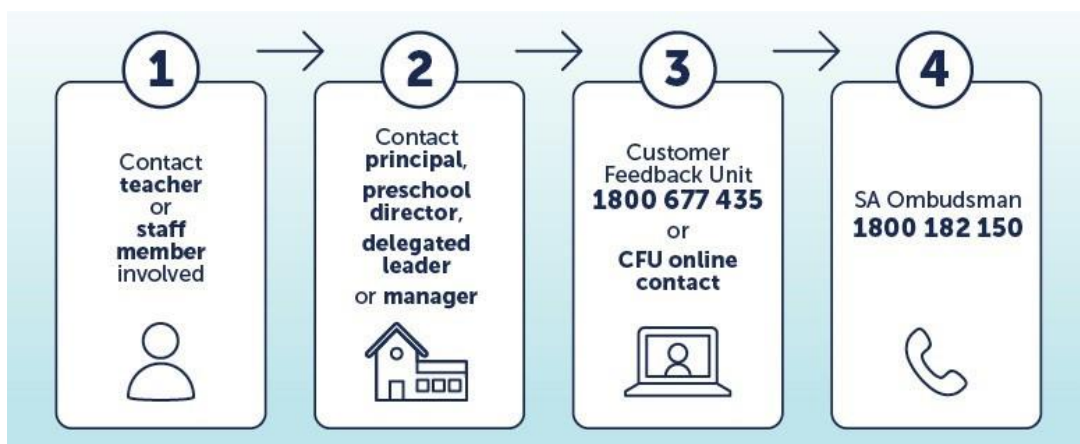 1
Contact
teacher
or
staff
member
involved
2
Contact
principal,
preschool
director,
delegated
leader
or manager
3
Customer
Feedback Unit
1800 677 435
or
CFU online
contact
4
SA Ombudsman
1800 182 150